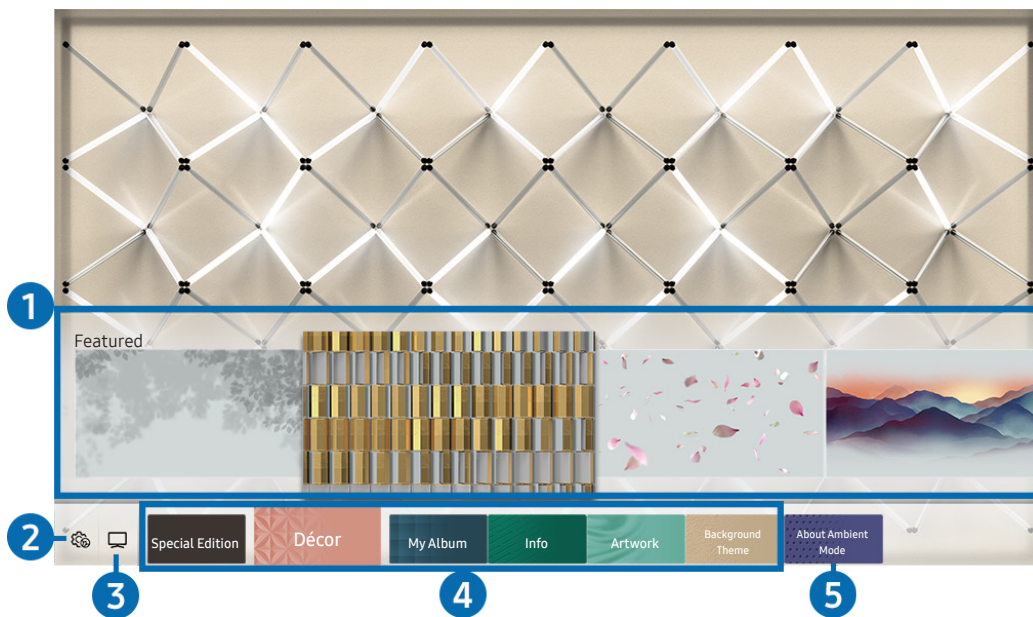 1
Featured
2
3
Special Edition
Décor
My Album
Info
Artwork
Background
Theme
About Ambient
Mode
4
5